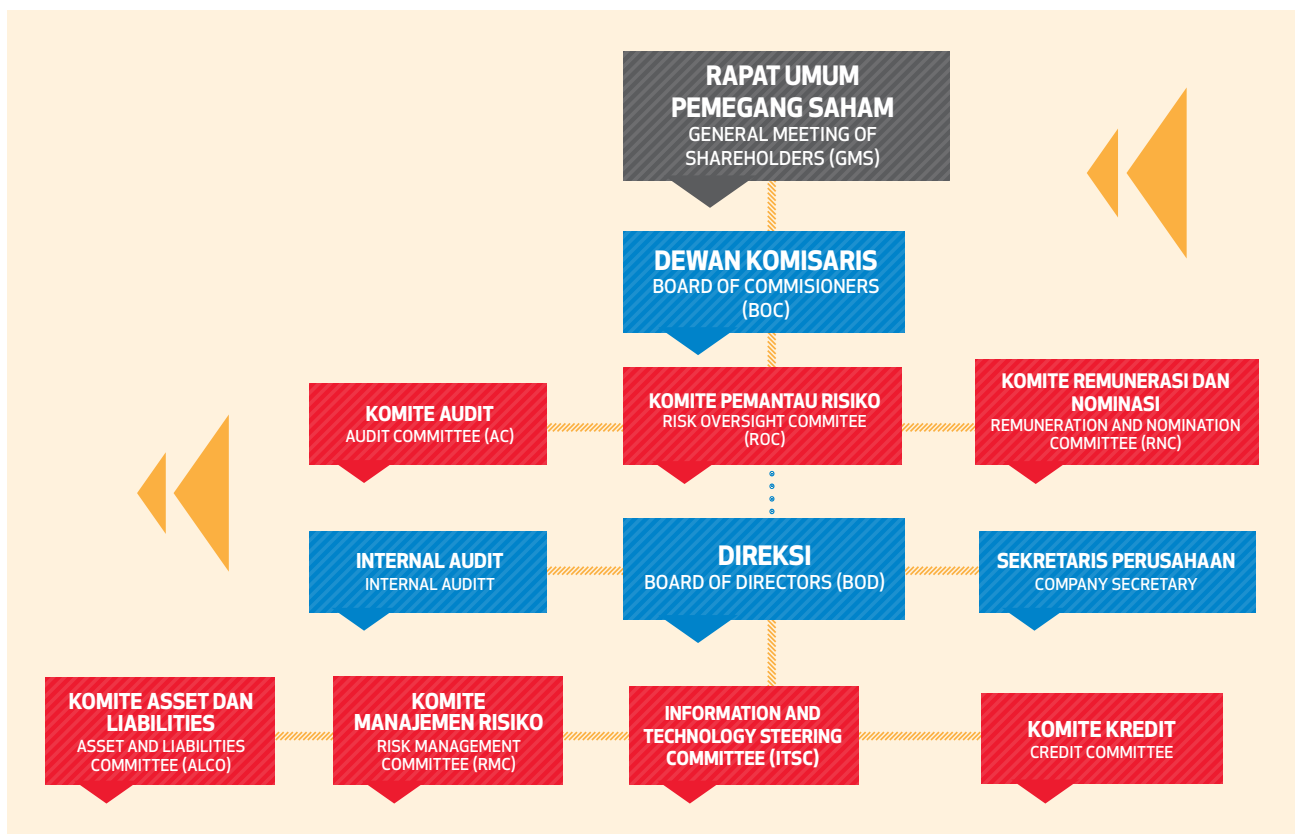 RAPAT UMUM
PEMEGANG SAHAM
GENERAL MEETING OF
SHAREHOLDERS (GMS)
DEWAN KOMISARIS
BOARD OF COMMISIONERS
(BOC)
KOMITE AUDIT
AUDIT COMMITTEE (AC)
KOMITE PEMANTAU RISIKO
RISK OVERSIGHT COMMITEE
(ROC)
KOMITE REMUNERASI DAN
NOMINASI
REMUNERATION AND NOMINATION
COMMITTEE (RNC)
INTERNAL AUDIT
INTERNAL AUDITT
DIREKSI
BOARD OF DIRECTORS (BOD)
SEKRETARIS PERUSAHAAN
COMPANY SECRETARY
KOMITE ASSET DAN
LIABILITIES
ASSET AND LIABILITIES
COMMITTEE (ALCO)
KOMITE
MANAJEMEN RISIKO
RISK MANAGEMENT
COMMITTEE (RMC)
INFORMATION AND
TECHNOLOGY STEERING
COMMITTEE (ITSC)
KOMITE KREDIT
CREDIT COMMITTEE